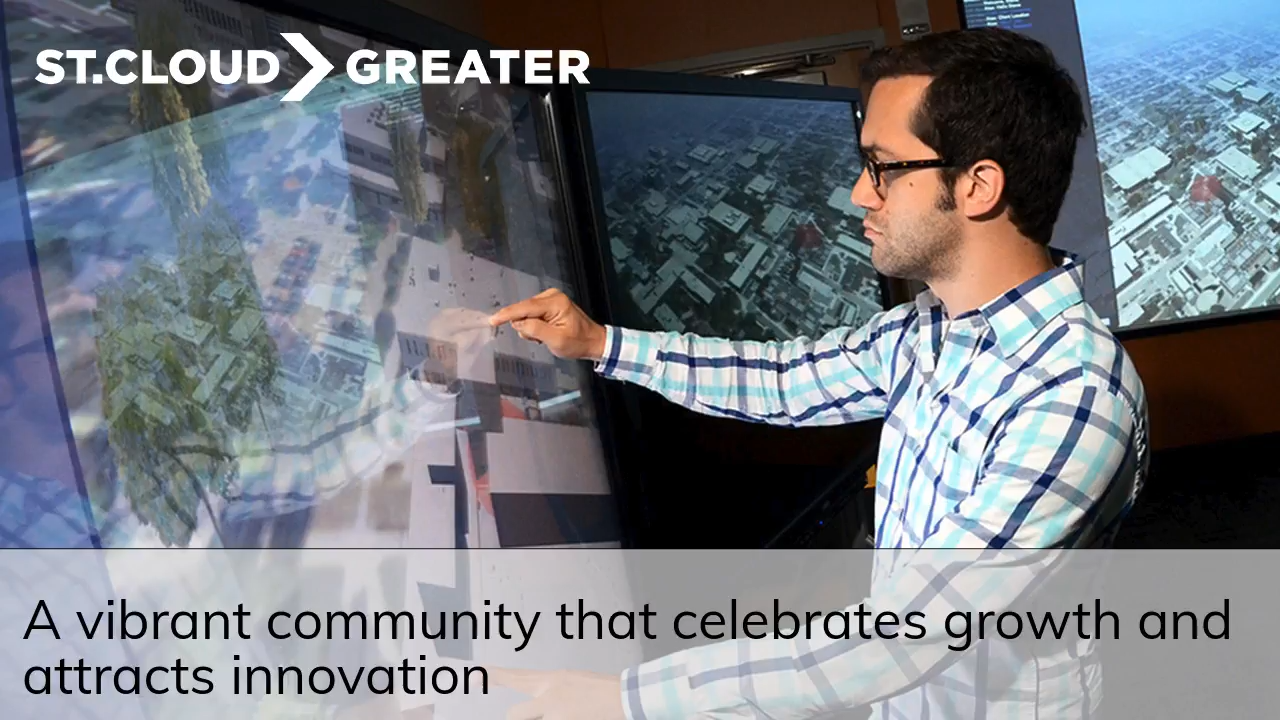 ST.CLOUD GREATER
A vibrant community that celebrates growth and
attracts innovation